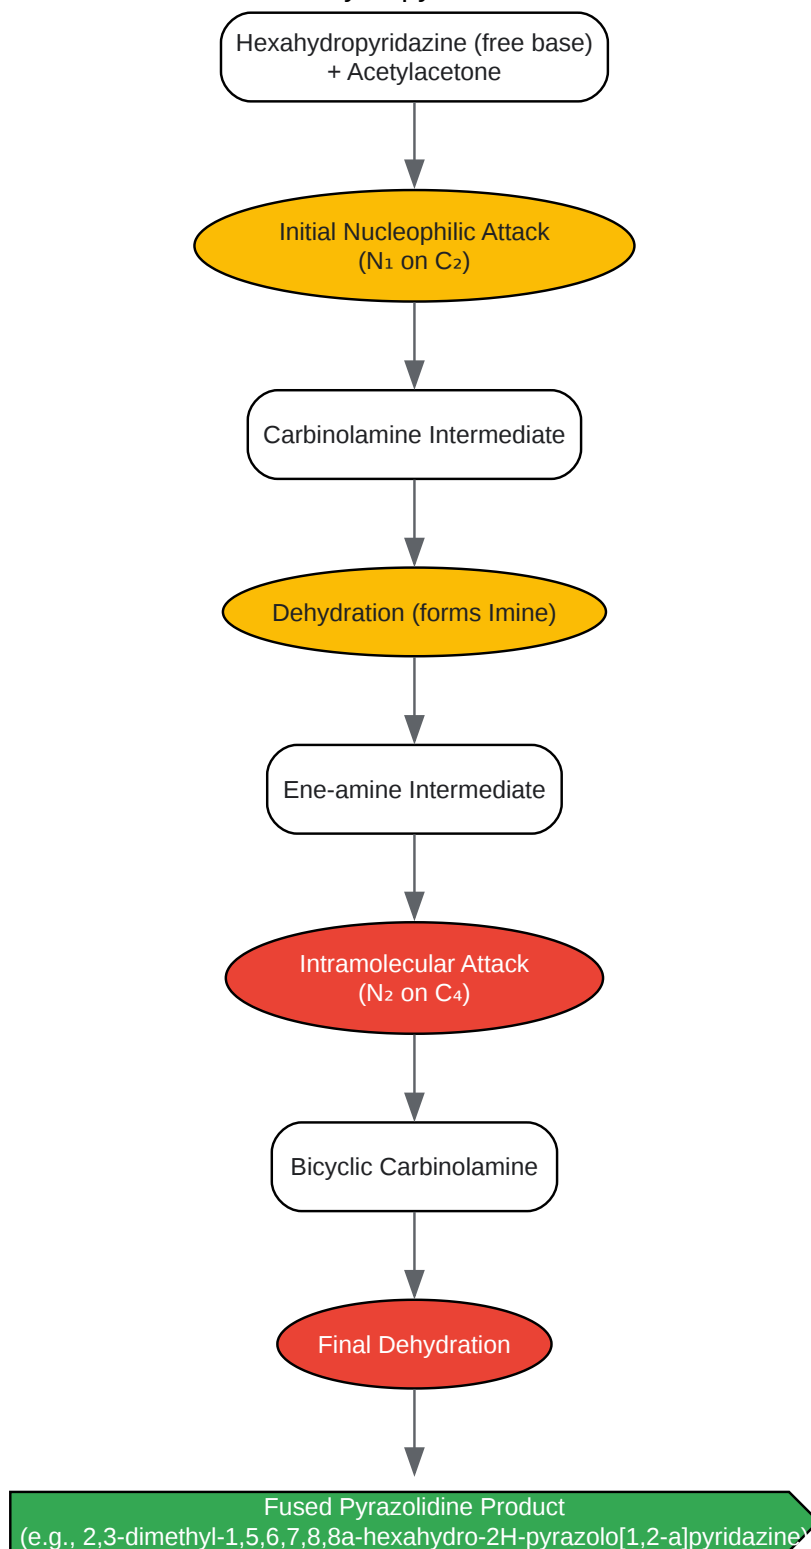 Hexahydropyridazine (free base)
+ Acetylacetone
Initial Nucleophilic Attack
(N₁ on C₂)
Carbinolamine Intermediate
Dehydration (forms Imine)
Ene-amine Intermediate
Intramolecular Attack
(N₂ on C₄)
Bicyclic Carbinolamine
Final Dehydration
Fused Pyrazolidine Product
(e.g., 2,3-dimethyl-1,5,6,7,8,8a-hexahydro-2H-pyrazolo[1,2-a]pyridazine)